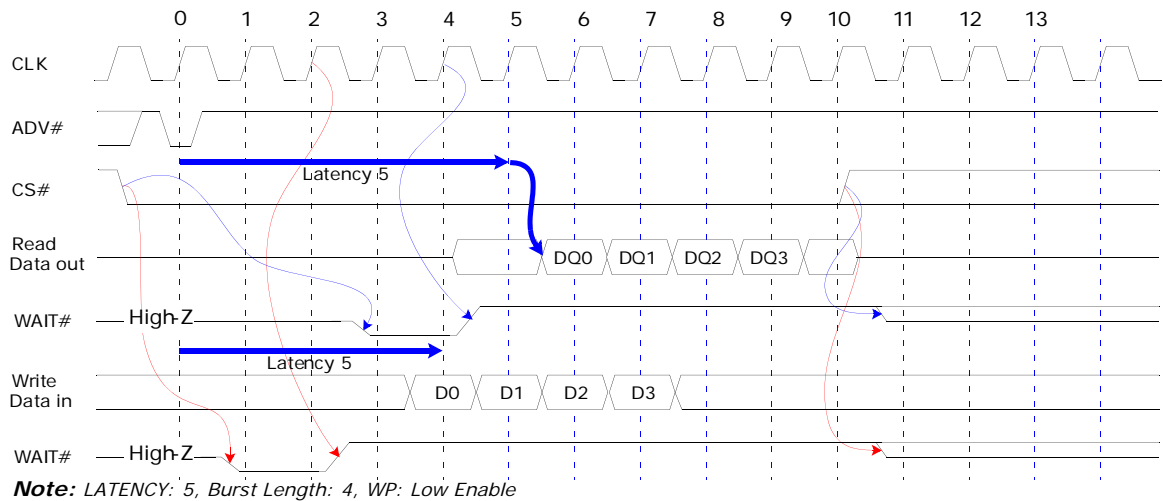 0 1 2 3 4 5 6 7 8 9 10 11 12 13
CLK
ADV#
Latency 5
CS#
Read
Data out
DQ0 DQ1 DQ2 DQ3
WAIT# High-Z
Latency 5
Write
Data in
D0 D1 D2 D3
WAIT# High-Z
Note: LATENCY: 5, Burst Length: 4, WP: Low Enable